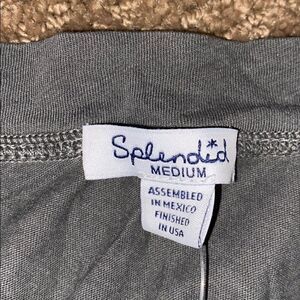 Splendid
MEDIUM
ASSEMBLED
IN MEXICO
FINISHED
IN USA